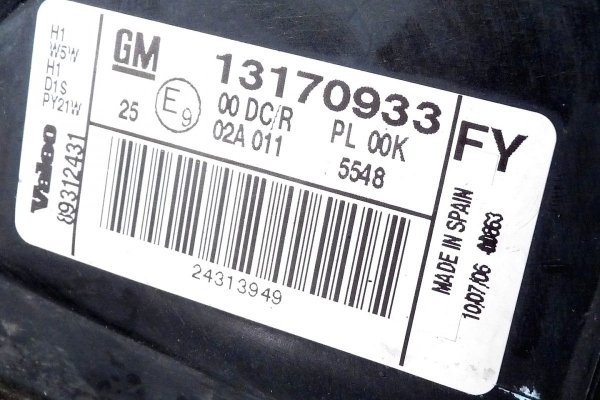 H1
W5W
H1
D1S
PY21W
Valeo
89312431
GM
13170933
25
E9
00 DC/R
PL 00K
02A 011
5548
24313949
FY
MADE IN SPAIN
10/07/06